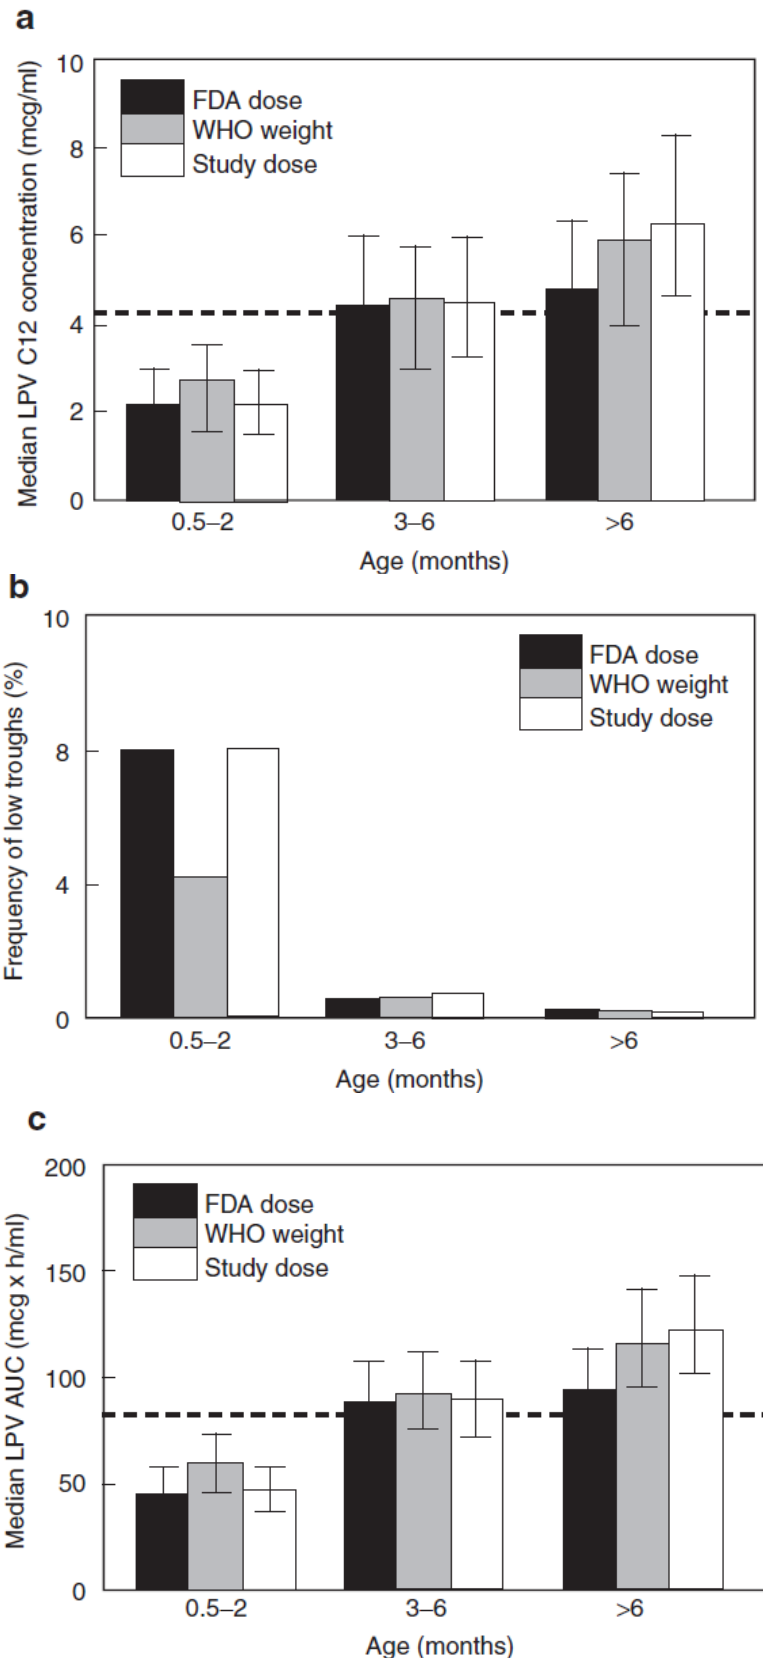 a
Median LPV C12 concentration (mcg/ml)
10
8
6
4
2
0
FDA dose
WHO weight
Study dose
0.5–2
3–6
>6
Age (months)
b
Frequency of low troughs (%)
10
8
4
0
FDA dose
WHO weight
Study dose
0.5–2
3–6
>6
Age (months)
c
Median LPV AUC (mcg x h/ml)
200
150
100
50
0
FDA dose
WHO weight
Study dose
0.5–2
3–6
>6
Age (months)